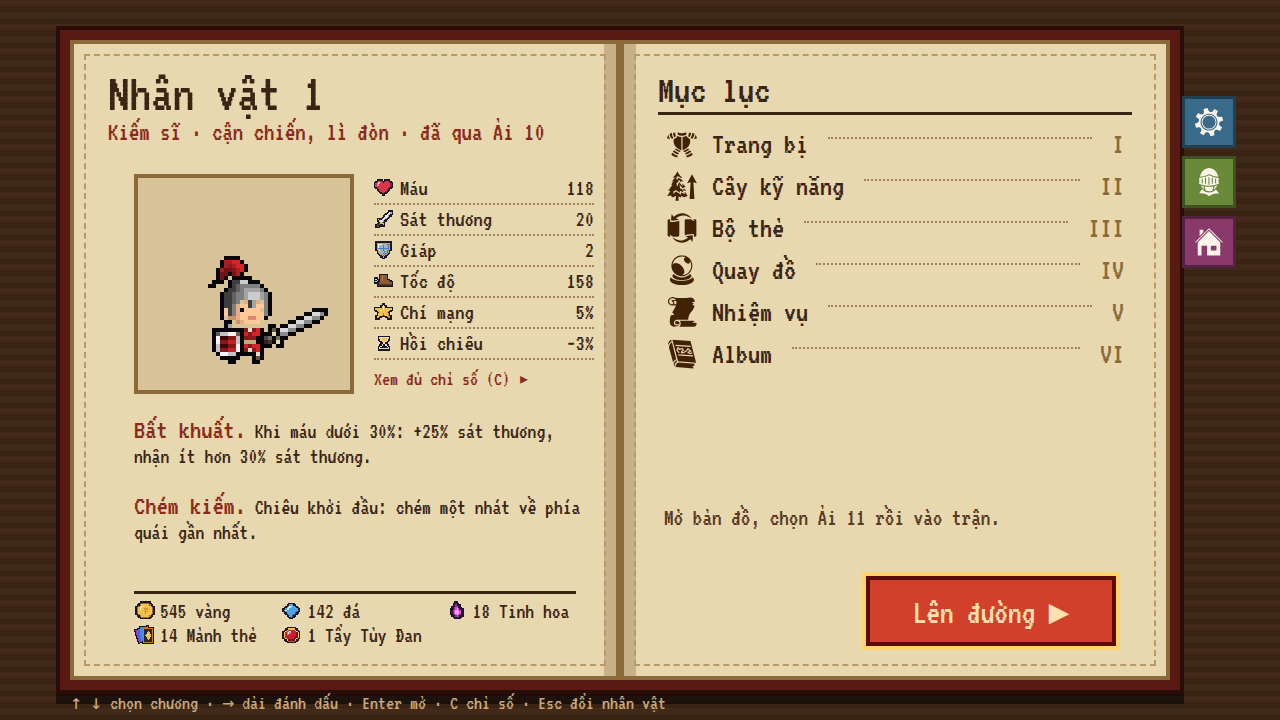 Nhân vật 1
Kiếm sĩ · cận chiến, lì đòn · đã qua Ải 10
Máu 118
Sát thương 20
Giáp 2
Tốc độ 158
Chí mạng 5%
Hồi chiêu -3%
Xem đủ chỉ số (C) ►
Bất khuất. Khi máu dưới 30%: +25% sát thương,
nhận ít hơn 30% sát thương.
Chém kiếm. Chiêu khởi đầu: chém một nhát về phía
quái gần nhất.
545 vàng 142 đá 18 Tinh hoa
14 Mảnh thẻ 1 Tẩy Tủy Đan
Mục lục
Trang bị I
Cây kỹ năng II
Bộ thẻ III
Quay đồ IV
Nhiệm vụ V
Album VI
Mở bản đồ, chọn Ải 11 rồi vào trận.
Lên đường ▶
↑ ↓ chọn chương · → dải đánh dấu · Enter mở · C chỉ số · Esc đổi nhân vật